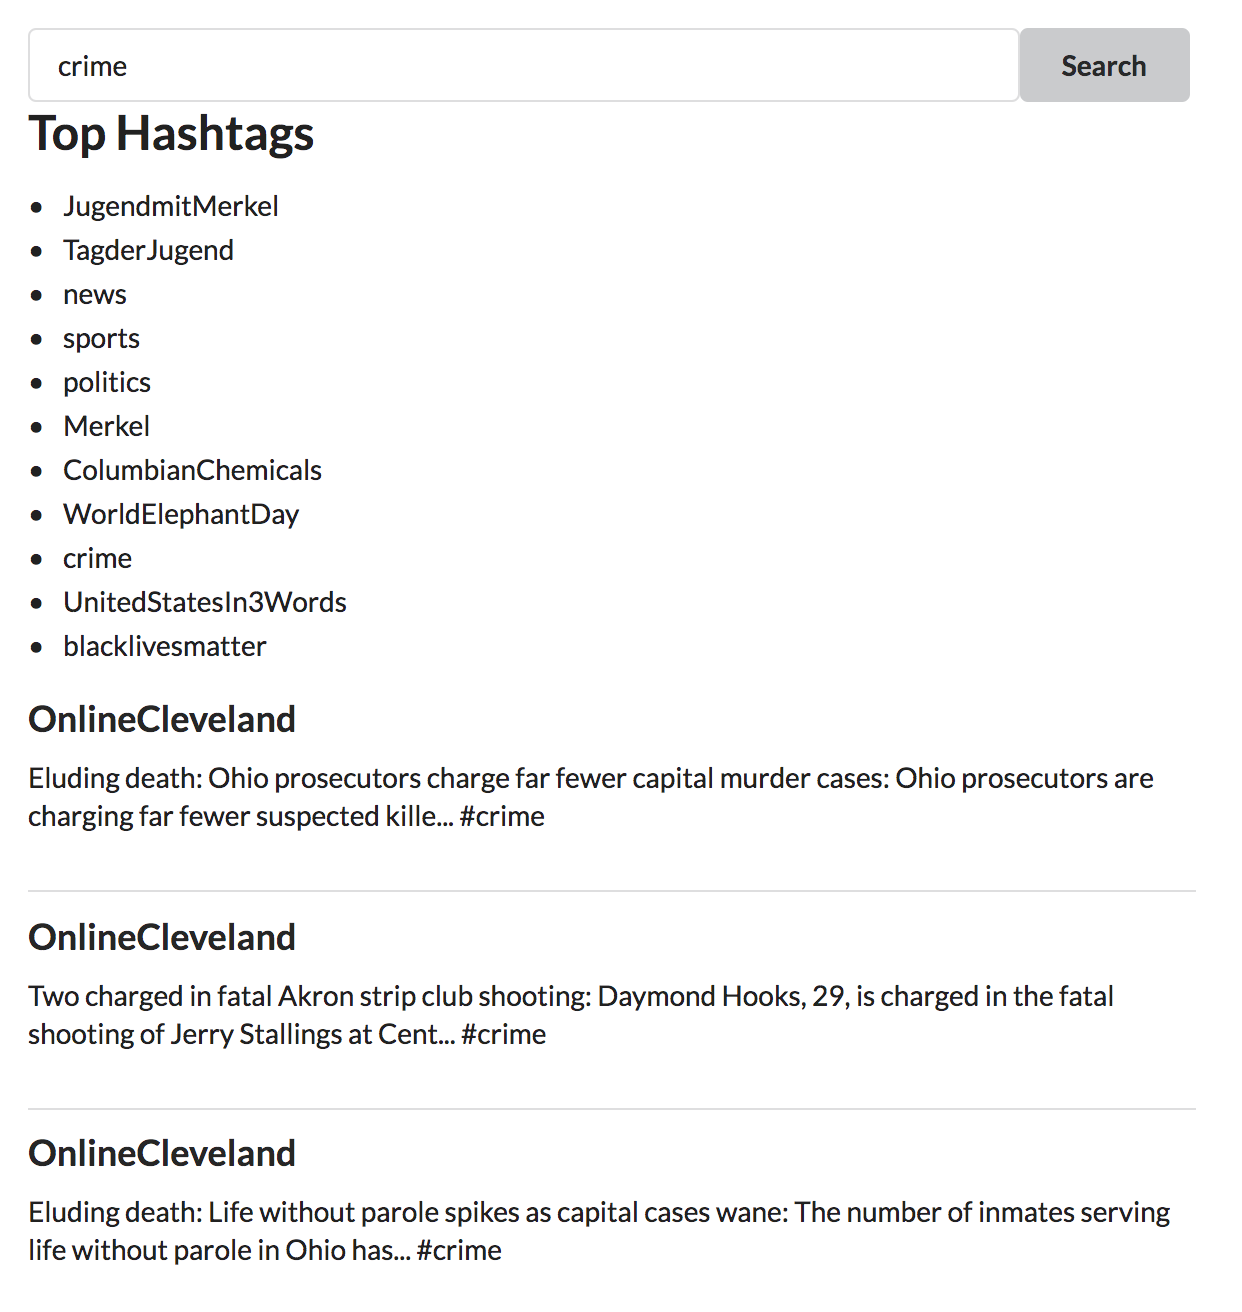 crime
Search
Top Hashtags
• JugendmitMerkel
• TagderJugend
• news
• sports
• politics
• Merkel
• ColumbianChemicals
• WorldElephantDay
• crime
• UnitedStatesIn3Words
• blacklivesmatter
OnlineCleveland
Eluding death: Ohio prosecutors charge far fewer capital murder cases: Ohio prosecutors are
charging far fewer suspected kille... #crime
OnlineCleveland
Two charged in fatal Akron strip club shooting: Daymond Hooks, 29, is charged in the fatal
shooting of Jerry Stallings at Cent... #crime
OnlineCleveland
Eluding death: Life without parole spikes as capital cases wane: The number of inmates serving
life without parole in Ohio has... #crime